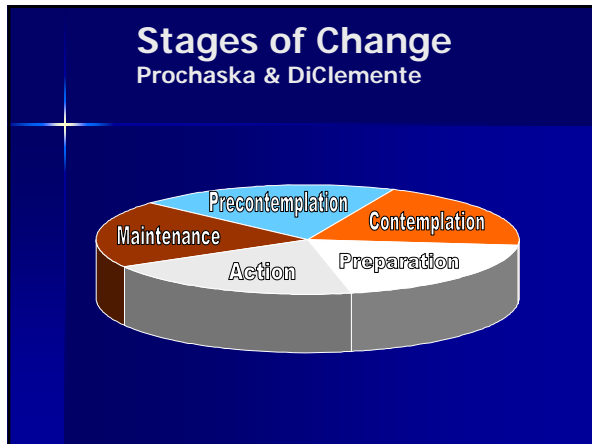 Stages of Change
Prochaska & DiClemente
Precontemplation
Contemplation
Maintenance
Preparation
Action